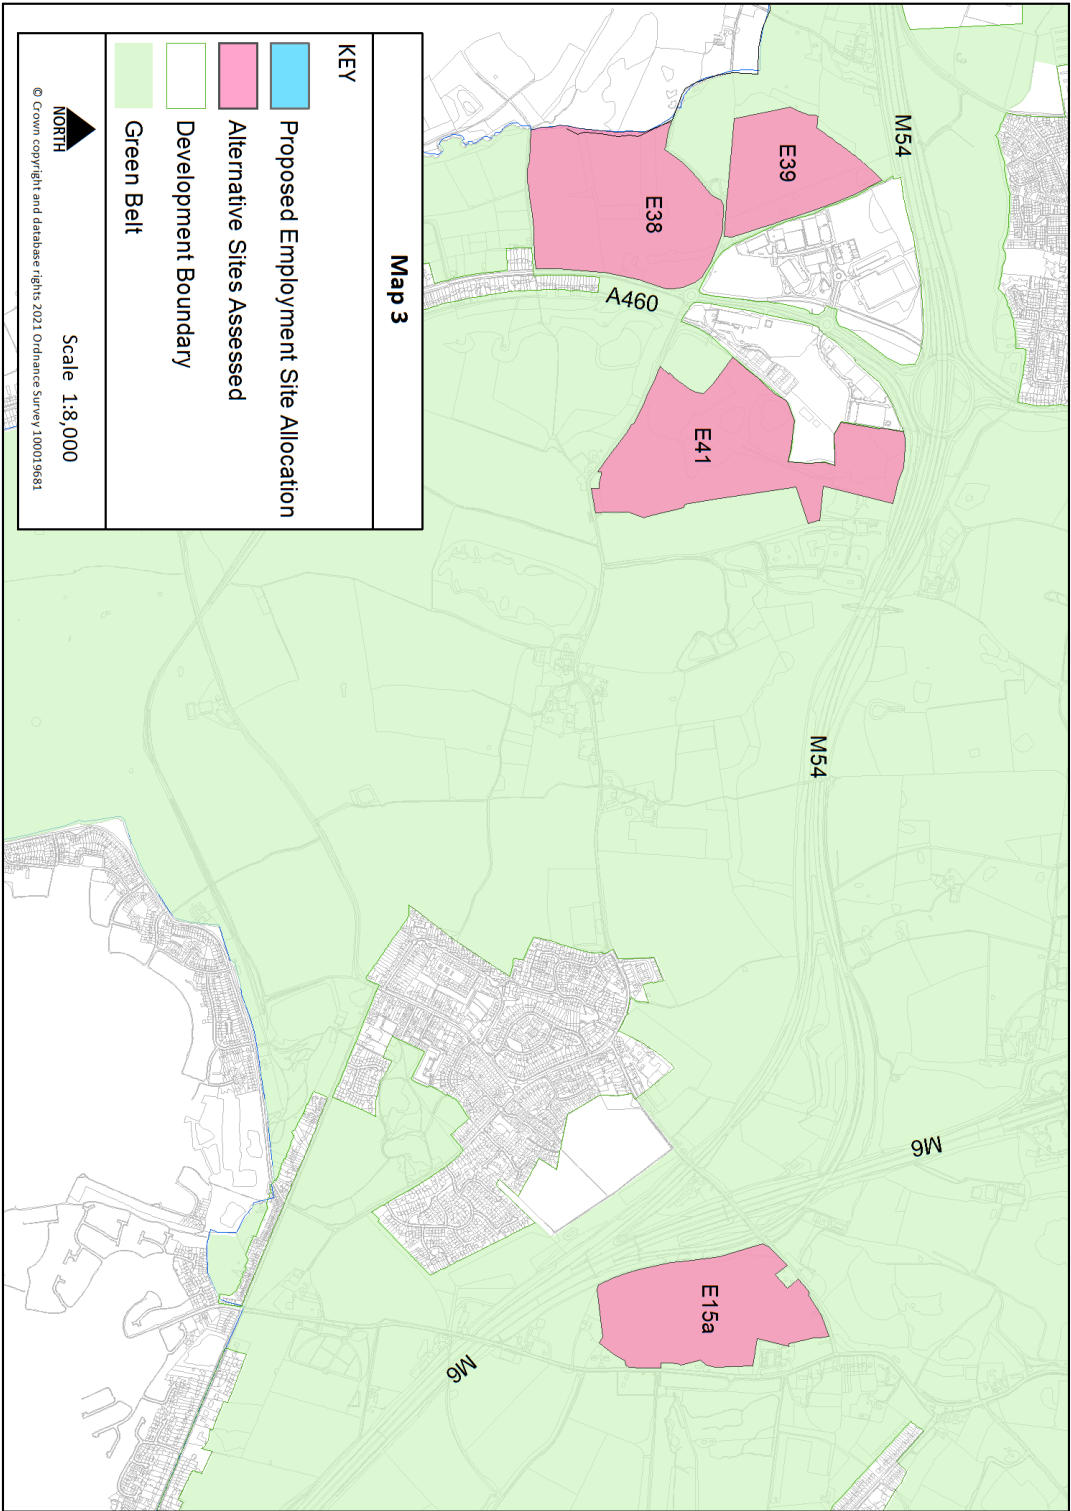 Map 3
KEY
Proposed Employment Site Allocation
Alternative Sites Assessed
Development Boundary
Green Belt
NORTH
Scale 1:8,000
© Crown copyright and database rights 2021 Ordnance Survey 100019681
M54
E39
E38
A460
E41
M54
M6
E15a
M6